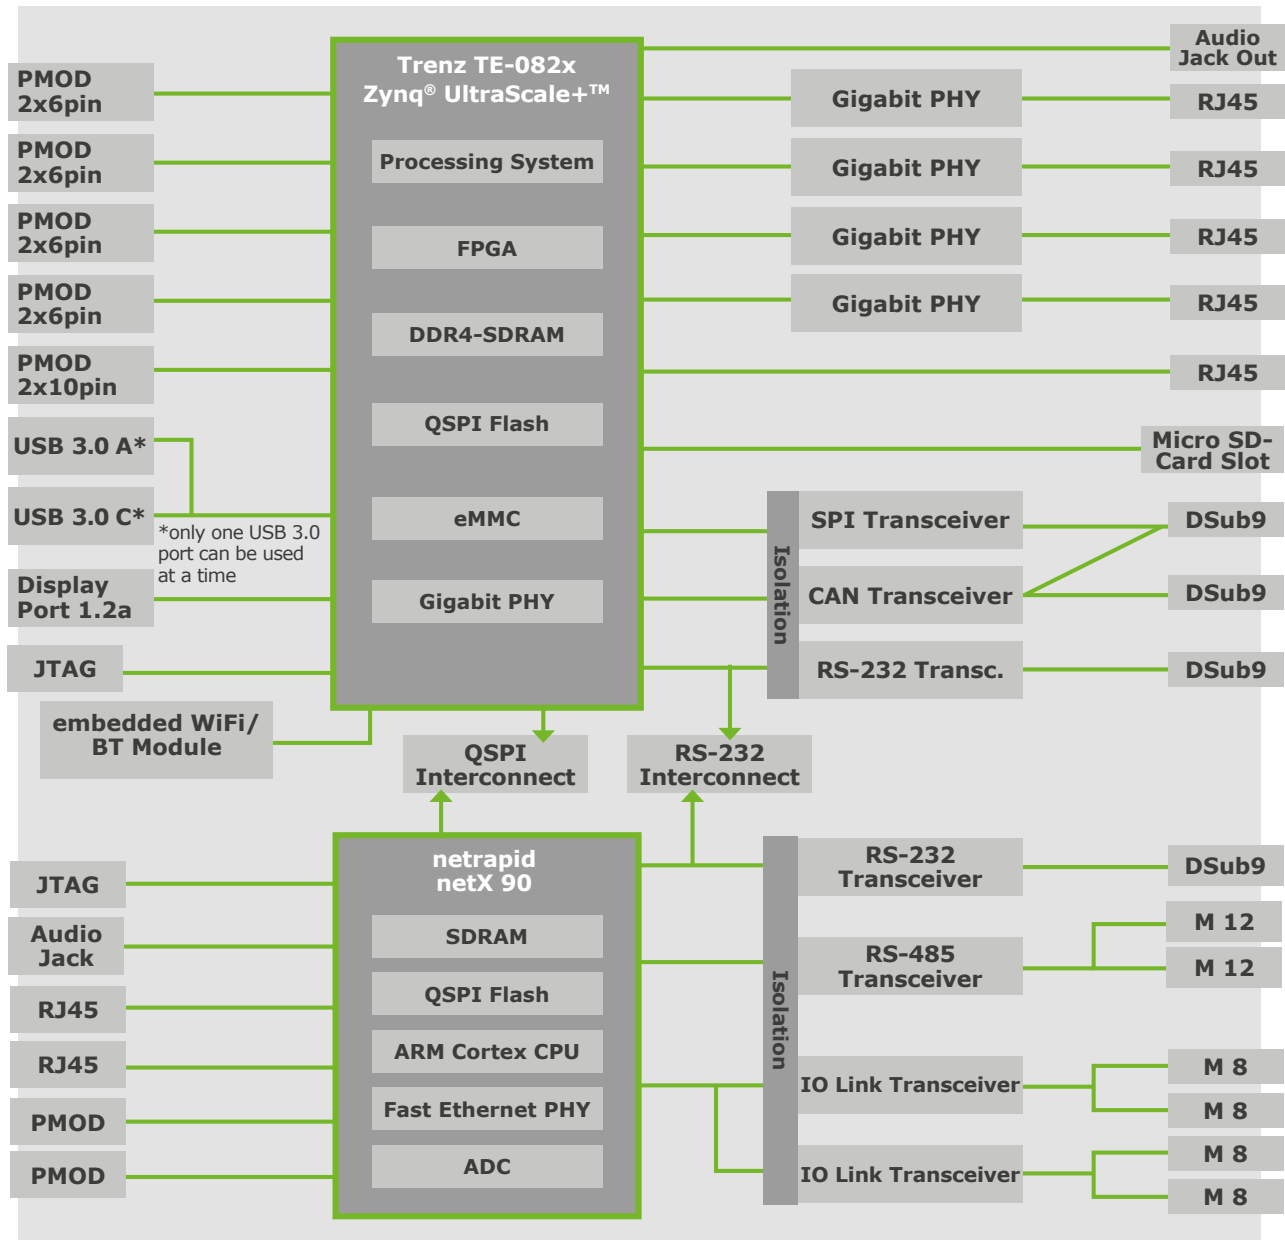 Audio
Jack Out
Trenz TE-082x
Zynq® UltraScale+™
PMOD
2x6pin
Gigabit PHY
RJ45
PMOD
2x6pin
Processing System
Gigabit PHY
RJ45
PMOD
2x6pin
FPGA
Gigabit PHY
RJ45
PMOD
2x6pin
Gigabit PHY
RJ45
DDR4-SDRAM
PMOD
2x10pin
RJ45
USB 3.0 A*
QSPI Flash
Micro SD-
Card Slot
USB 3.0 C*
*only one USB 3.0
port can be used
at a time
eMMC
Isolation
SPI Transceiver
DSub9
Display
Port 1.2a
Gigabit PHY
CAN Transceiver
DSub9
JTAG
RS-232 Transc.
DSub9
embedded WiFi/
BT Module
QSPI
Interconnect
RS-232
Interconnect
netrapid
netX 90
JTAG
RS-232
Transceiver
DSub9
Audio
Jack
SDRAM
Isolation
RS-485
Transceiver
M 12
M 12
RJ45
QSPI Flash
RJ45
ARM Cortex CPU
IO Link Transceiver
M 8
M 8
PMOD
Fast Ethernet PHY
PMOD
ADC
IO Link Transceiver
M 8
M 8